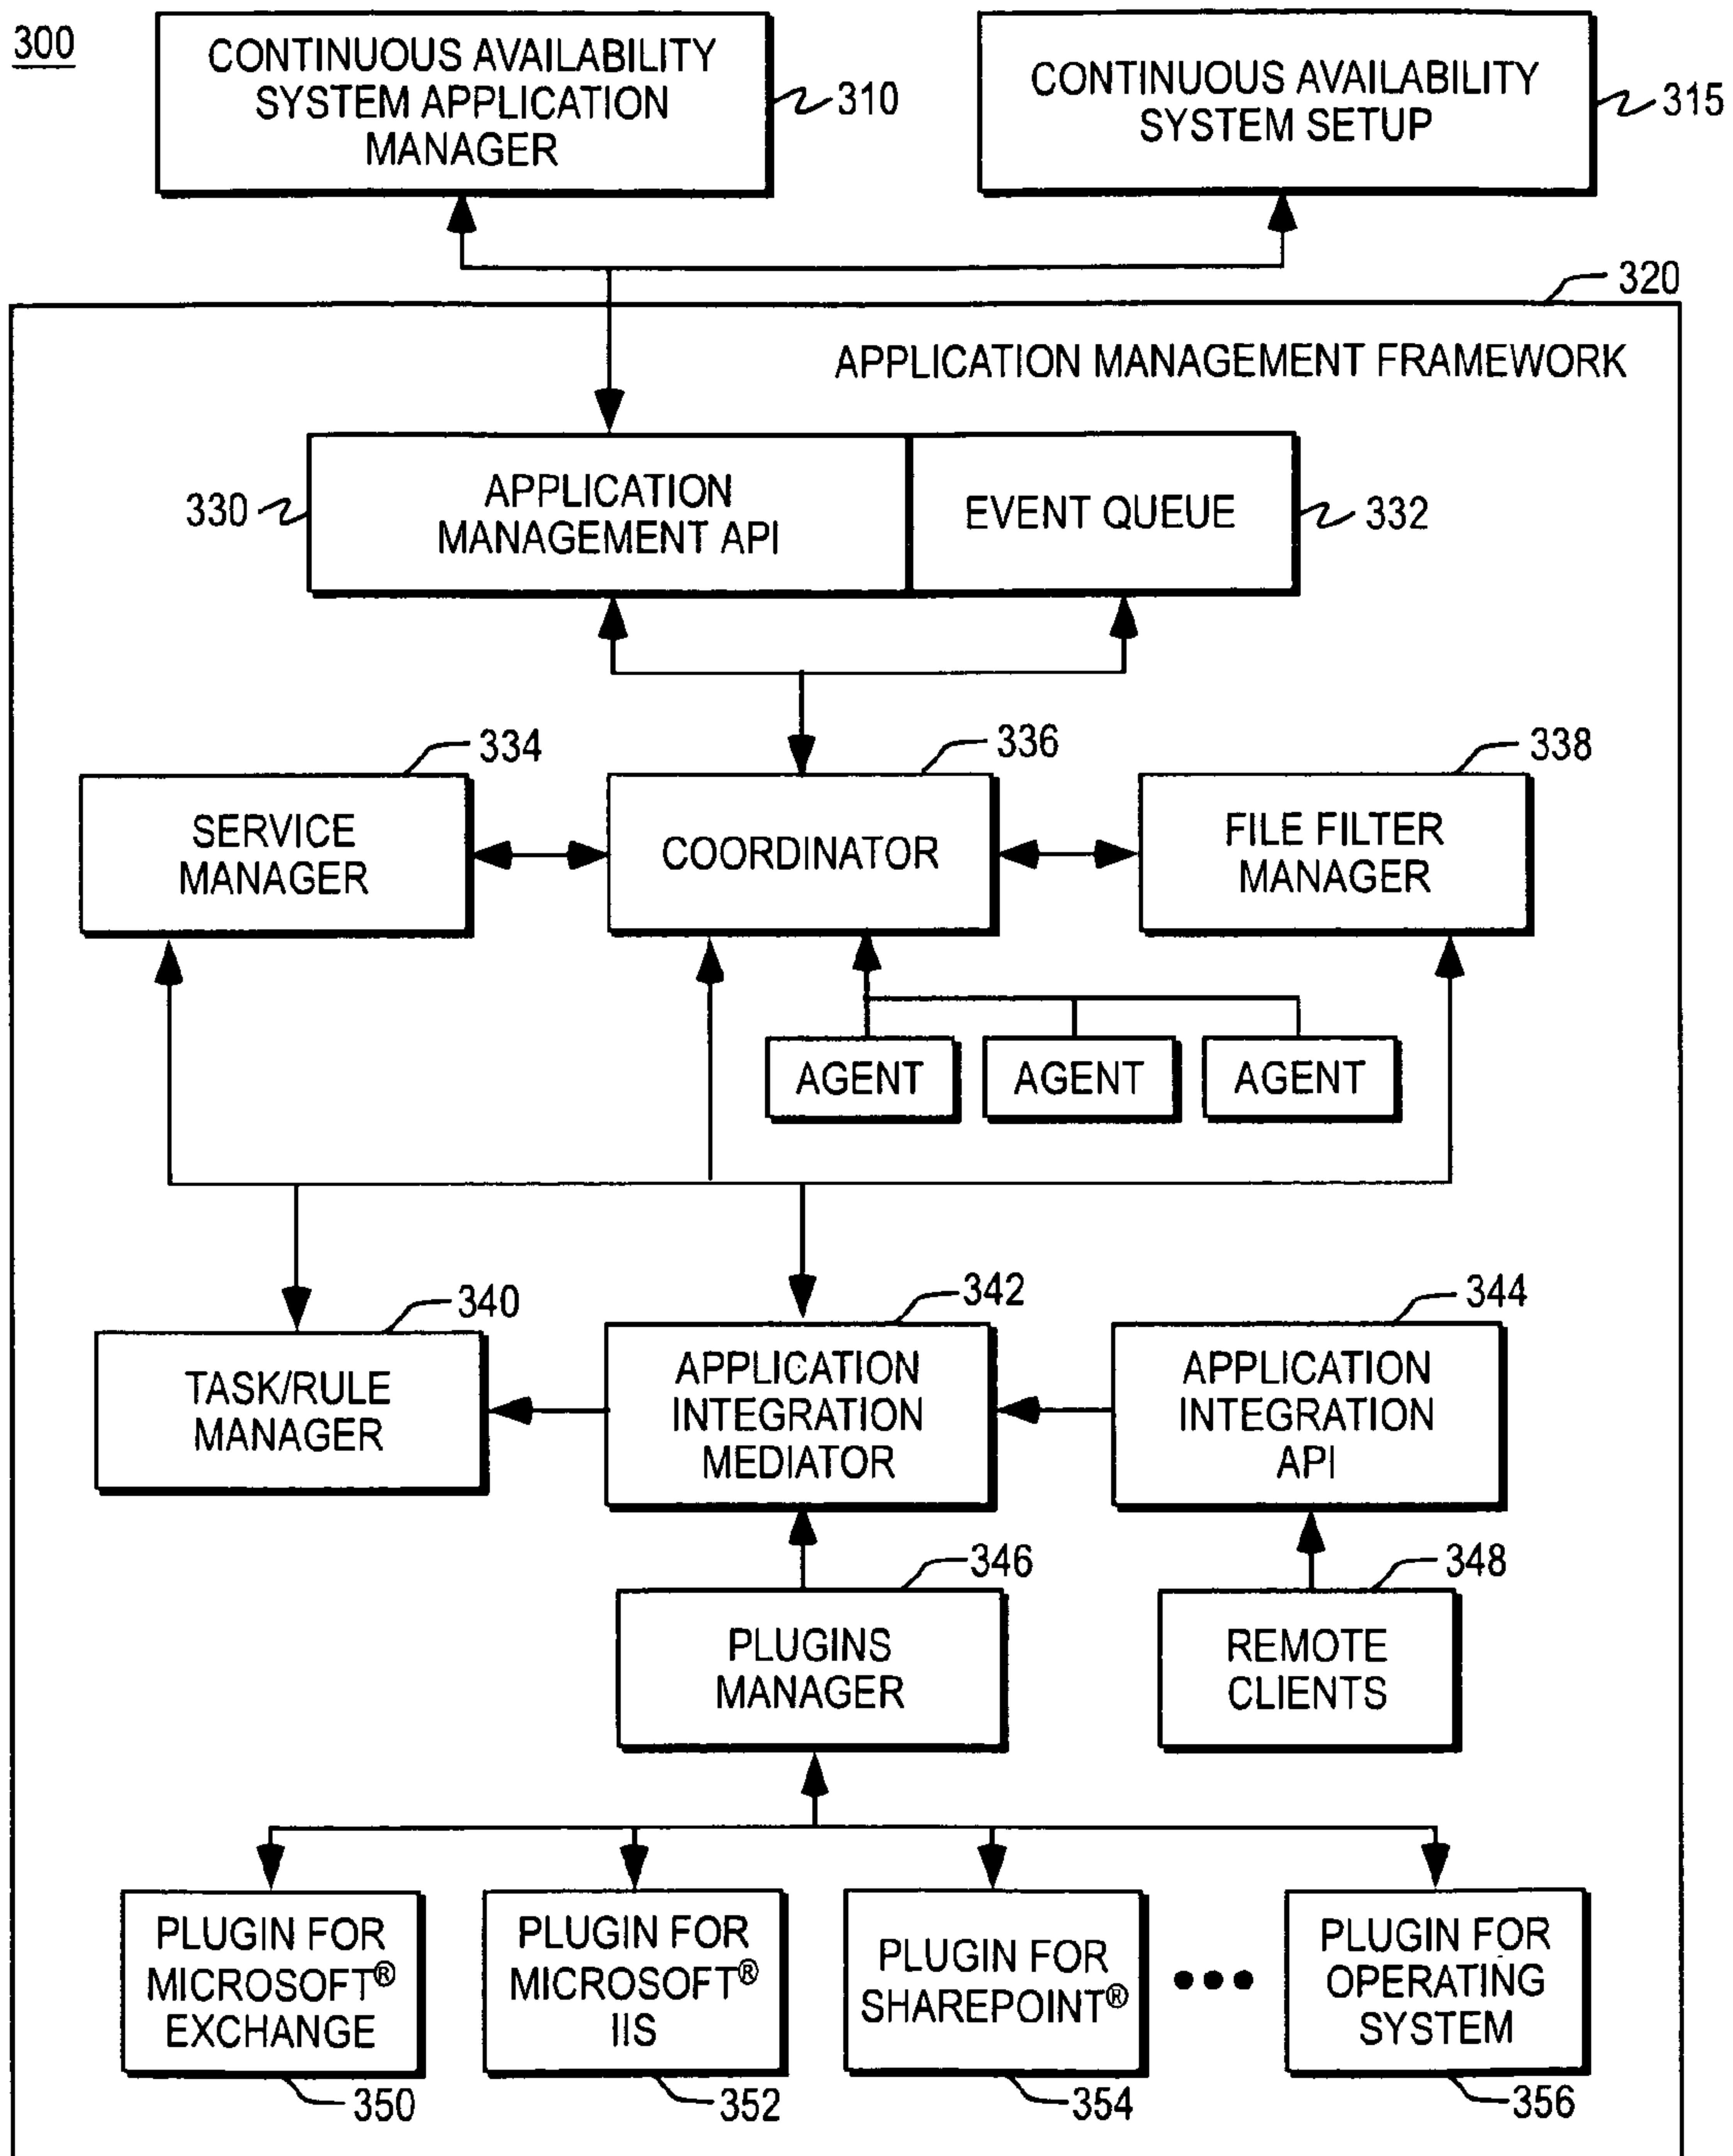 300
CONTINUOUS AVAILABILITY
SYSTEM APPLICATION
MANAGER
310
CONTINUOUS AVAILABILITY
SYSTEM SETUP
315
320
APPLICATION MANAGEMENT FRAMEWORK
330
APPLICATION
MANAGEMENT API
EVENT QUEUE
332
334
SERVICE
MANAGER
336
COORDINATOR
338
FILE FILTER
MANAGER
AGENT
AGENT
AGENT
340
TASK/RULE
MANAGER
342
APPLICATION
INTEGRATION
MEDIATOR
344
APPLICATION
INTEGRATION
API
346
PLUGINS
MANAGER
348
REMOTE
CLIENTS
PLUGIN FOR
MICROSOFT®
EXCHANGE
350
PLUGIN FOR
MICROSOFT®
IIS
352
PLUGIN FOR
SHAREPOINT®
354
PLUGIN FOR
OPERATING
SYSTEM
356